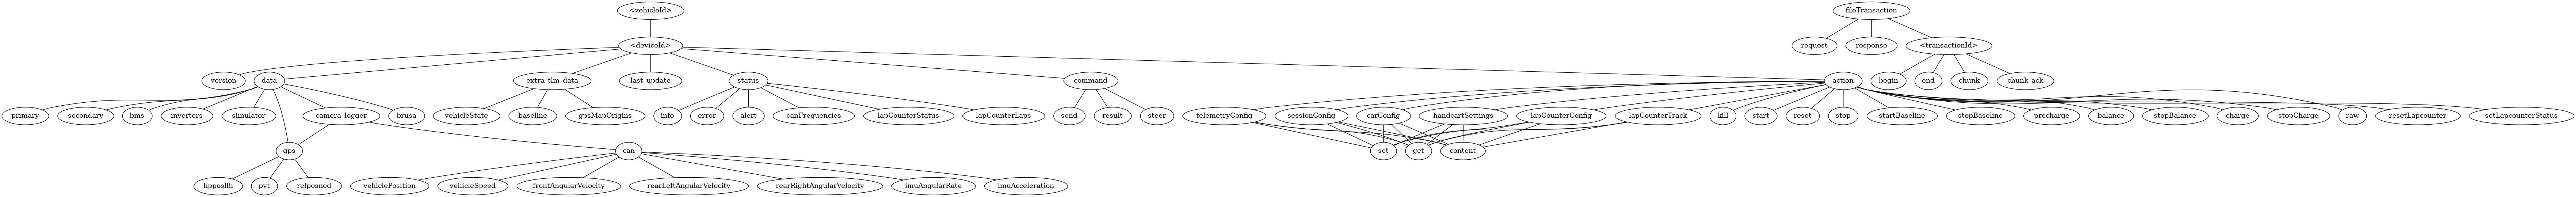 <vehicleId> fileTransaction
<deviceId> request response <transactionId>
version data extra_tlm_data last_update status command action begin end chunk chunk_ack
primary secondary bms inverters simulator camera_logger brusa vehicleState baseline gpsMapOrigins info error alert canFrequencies lapCounterStatus lapCounterLaps send result steer telemetryConfig sessionConfig carConfig handcartSettings lapCounterConfig lapCounterTrack kill start reset stop startBaseline stopBaseline precharge balance stopBalance charge stopCharge raw resetLapcounter setLapcounterStatus
gps can set get content
hpposllh pvt relposned vehiclePosition vehicleSpeed frontAngularVelocity rearLeftAngularVelocity rearRightAngularVelocity imuAngularRate imuAcceleration